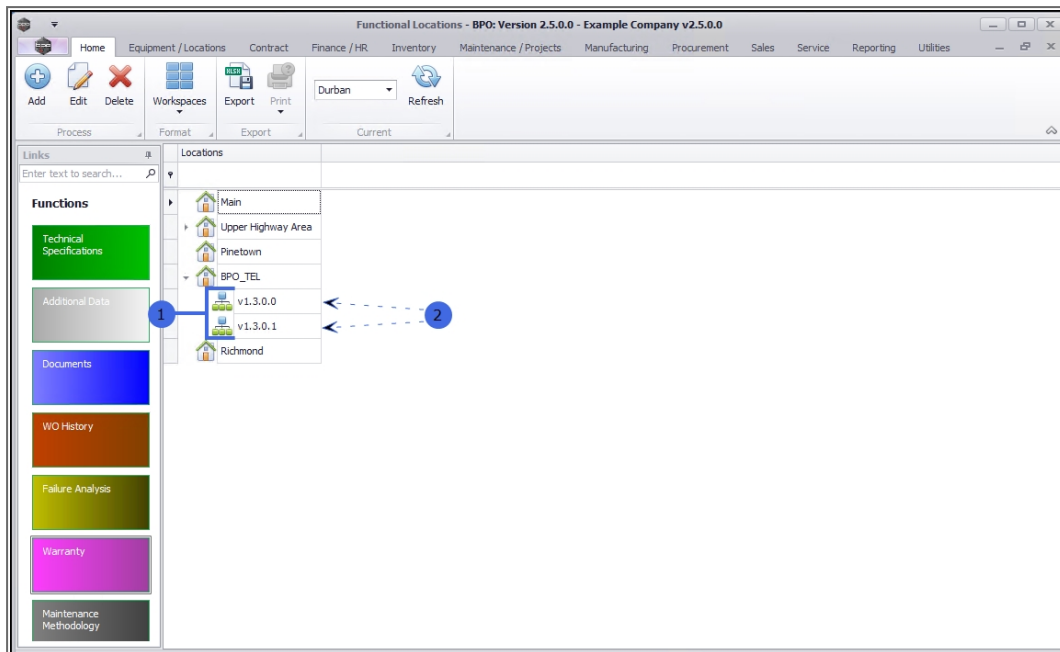 Functional Locations - BPO: Version 2.5.0.0 - Example Company v2.5.0.0
Home Equipment / Locations Contract Finance / HR Inventory Maintenance / Projects Manufacturing Procurement Sales Service Reporting Utilities
Add Edit Delete Workspaces Export Print Durban Refresh
Process Format Export Current
Links
Enter text to search...
Functions
Technical
Specifications
Additional Data
Documents
WO History
Failure Analysis
Warranty
Maintenance
Methodology
Locations
Main
Upper Highway Area
Pinetown
BPO_TEL
v1.3.0.0
v1.3.0.1
Richmond
1
2